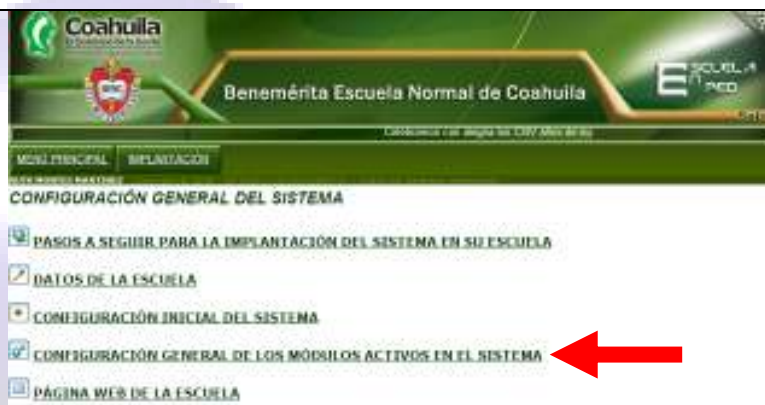 Coahuila
Benemérita Escuela Normal de Coahuila
ESCUELA
MENÚ PRINCIPAL IMPLANTACIÓN
CONFIGURACIÓN GENERAL DEL SISTEMA
PASOS A SEGUIR PARA LA IMPLANTACIÓN DEL SISTEMA EN SU ESCUELA
DATOS DE LA ESCUELA
CONFIGURACIÓN INICIAL DEL SISTEMA
CONFIGURACIÓN GENERAL DE LOS MÓDULOS ACTIVOS EN EL SISTEMA
PÁGINA WEB DE LA ESCUELA